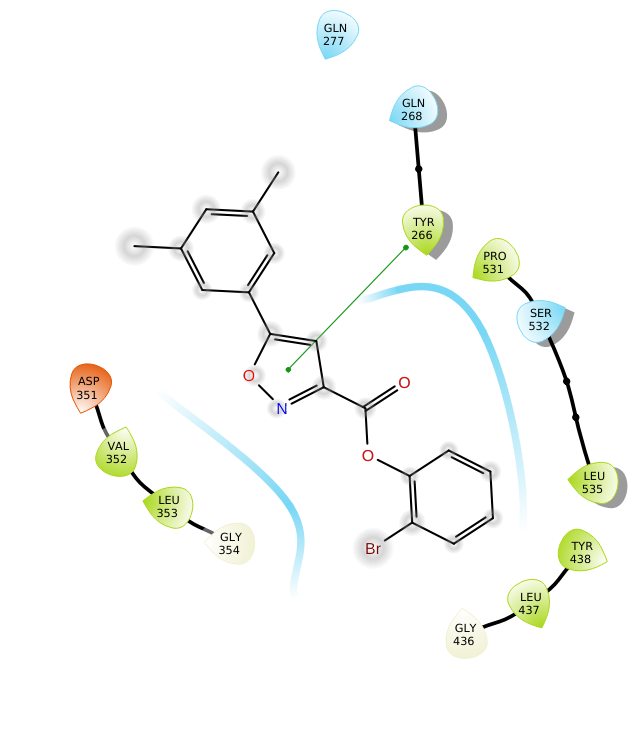 GLN
277
GLN
268
TYR
266
PRO
531
SER
532
O
ASP
351
O
N
VAL
352
O
LEU
535
LEU
353
GLY
354
Br
TYR
438
LEU
437
GLY
436